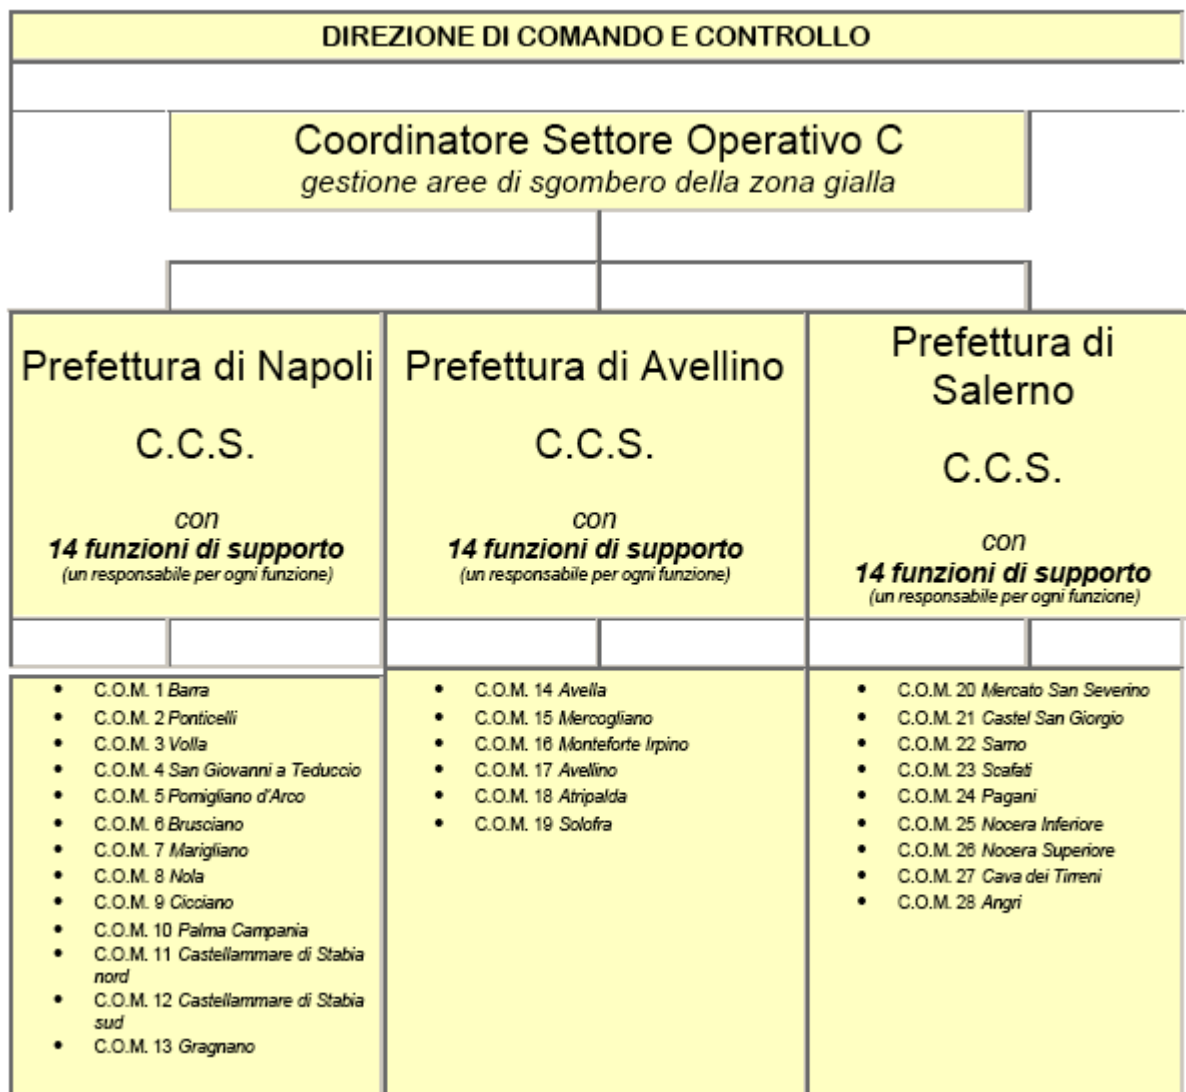 DIREZIONE DI COMANDO E CONTROLLO
Coordinatore Settore Operativo C
gestione aree di sgombero della zona gialla
Prefettura di Napoli
C.C.S.
con
14 funzioni di supporto
(un responsabile per ogni funzione)
Prefettura di Avellino
C.C.S.
con
14 funzioni di supporto
(un responsabile per ogni funzione)
Prefettura di
Salerno
C.C.S.
con
14 funzioni di supporto
(un responsabile per ogni funzione)
• C.O.M. 1 Barra
• C.O.M. 2 Ponticelli
• C.O.M. 3 Volla
• C.O.M. 4 San Giovanni a Teduccio
• C.O.M. 5 Pomigliano d'Arco
• C.O.M. 6 Brusciano
• C.O.M. 7 Marigliano
• C.O.M. 8 Nola
• C.O.M. 9 Cicciano
• C.O.M. 10 Palma Campania
• C.O.M. 11 Castellammare di Stabia
nord
• C.O.M. 12 Castellammare di Stabia
sud
• C.O.M. 13 Gragnano
• C.O.M. 14 Avella
• C.O.M. 15 Mercogliano
• C.O.M. 16 Monteforte Irpino
• C.O.M. 17 Avellino
• C.O.M. 18 Atripalda
• C.O.M. 19 Solofra
• C.O.M. 20 Mercato San Severino
• C.O.M. 21 Castel San Giorgio
• C.O.M. 22 Sarno
• C.O.M. 23 Scafati
• C.O.M. 24 Pagani
• C.O.M. 25 Nocera Inferiore
• C.O.M. 26 Nocera Superiore
• C.O.M. 27 Cava dei Tirreni
• C.O.M. 28 Angri